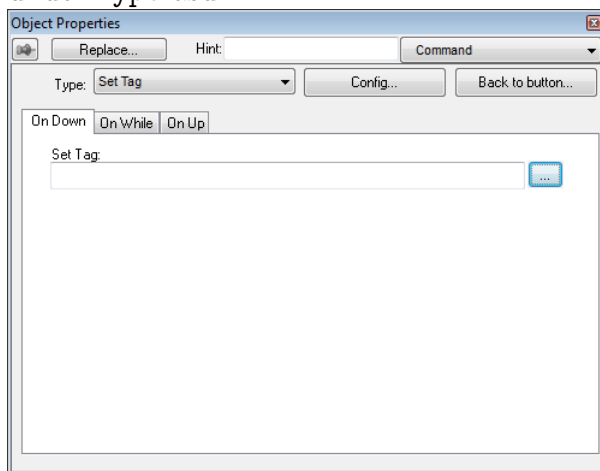 Object Properties
Replace... Hint: Command
Type: Set Tag Config... Back to button...
On Down On While On Up
Set Tag:
...